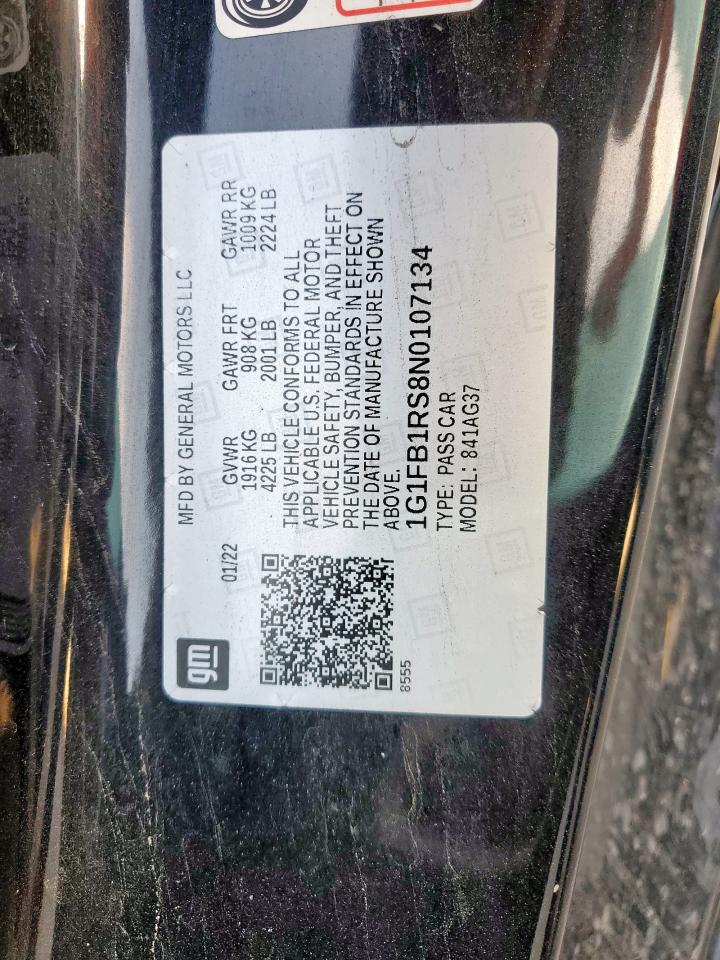 gm
MFD BY GENERAL MOTORS LLC
01/22
GVWR GAWR FRT GAWR RR
1916 KG 908 KG 1009 KG
4225 LB 2001 LB 2224 LB
THIS VEHICLE CONFORMS TO ALL
APPLICABLE U.S. FEDERAL MOTOR
VEHICLE SAFETY, BUMPER, AND THEFT
PREVENTION STANDARDS IN EFFECT ON
THE DATE OF MANUFACTURE SHOWN
ABOVE.
1G1FB1RS8N0107134
TYPE: PASS CAR
MODEL: 841AG37
8555